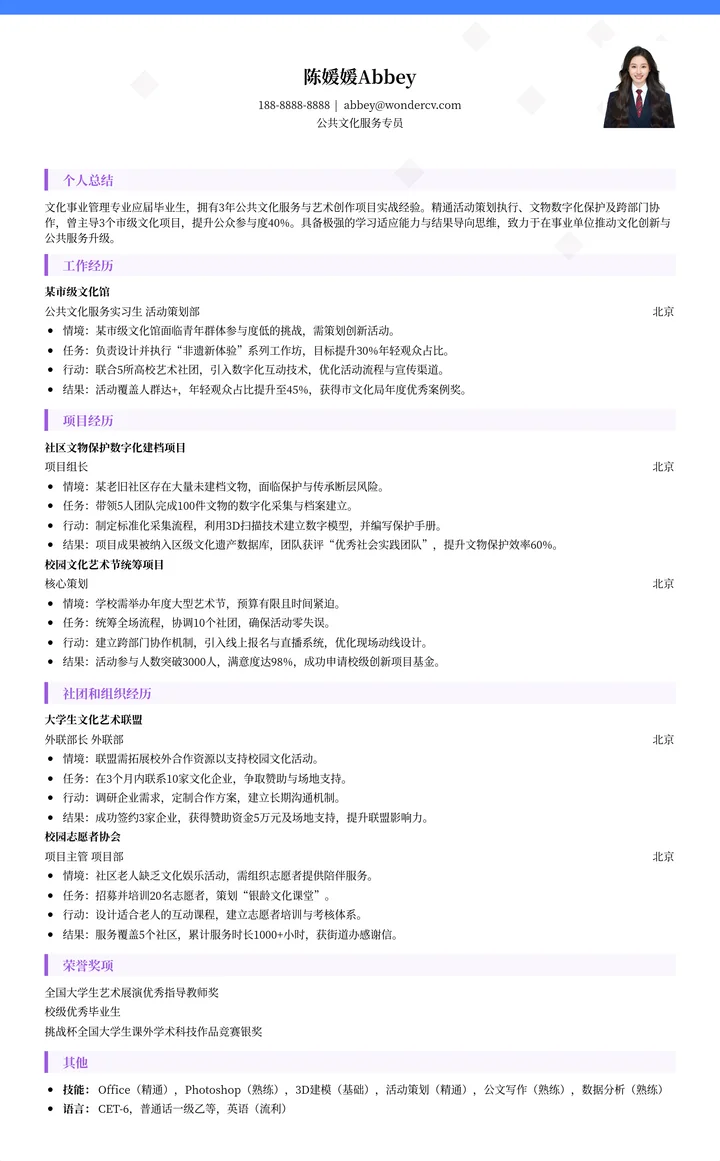 陈媛媛Abbey
188-8888-8888 | abbey@wondercv.com
公共文化服务专员
个人总结
文化事业管理专业应届毕业生，拥有3年公共文化服务与艺术创作项目实战经验。精通活动策划执行、文物数字化保护及跨部门协
作，曾主导3个市级文化项目，提升公众参与度40%。具备极强的学习适应能力与结果导向思维，致力于在事业单位推动文化创新与
公共服务升级。
工作经历
某市级文化馆
公共文化服务实习生 活动策划部 北京
• 情境：某市级文化馆面临青年群体参与度低的挑战，需策划创新活动。
• 任务：负责设计并执行“非遗新体验”系列工作坊，目标提升30%年轻观众占比。
• 行动：联合5所高校艺术社团，引入数字化互动技术，优化活动流程与宣传渠道。
• 结果：活动覆盖人群达+，年轻观众占比提升至45%，获得市文化局年度优秀案例奖。
项目经历
社区文物保护数字化建档项目
项目组长 北京
• 情境：某老旧社区存在大量未建档文物，面临保护与传承断层风险。
• 任务：带领5人团队完成100件文物的数字化采集与档案建立。
• 行动：制定标准化采集流程，利用3D扫描技术建立数字模型，并编写保护手册。
• 结果：项目成果被纳入区级文化遗产数据库，团队获评“优秀社会实践团队”，提升文物保护效率60%。
校园文化艺术节统筹项目
核心策划 北京
• 情境：学校需举办年度大型艺术节，预算有限且时间紧迫。
• 任务：统筹全场流程，协调10个社团，确保活动零失误。
• 行动：建立跨部门协作机制，引入线上报名与直播系统，优化现场动线设计。
• 结果：活动参与人数突破3000人，满意度达98%，成功申请校级创新项目基金。
社团和组织经历
大学生文化艺术联盟
外联部长 外联部 北京
• 情境：联盟需拓展校外合作资源以支持校园文化活动。
• 任务：在3个月内联系10家文化企业，争取赞助与场地支持。
• 行动：调研企业需求，定制合作方案，建立长期沟通机制。
• 结果：成功签约3家企业，获得赞助资金5万元及场地支持，提升联盟影响力。
校园志愿者协会
项目主管 项目部 北京
• 情境：社区老人缺乏文化娱乐活动，需组织志愿者提供陪伴服务。
• 任务：招募并培训20名志愿者，策划“银龄文化课堂”。
• 行动：设计适合老人的互动课程，建立志愿者培训与考核体系。
• 结果：服务覆盖5个社区，累计服务时长1000+小时，获街道办感谢信。
荣誉奖项
全国大学生艺术展演优秀指导教师奖
校级优秀毕业生
挑战杯全国大学生课外学术科技作品竞赛银奖
其他
• 技能： Office（精通）, Photoshop（熟练）, 3D建模（基础）, 活动策划（精通）, 公文写作（熟练）, 数据分析（熟练）
• 语言： CET-6，普通话一级乙等，英语（流利）